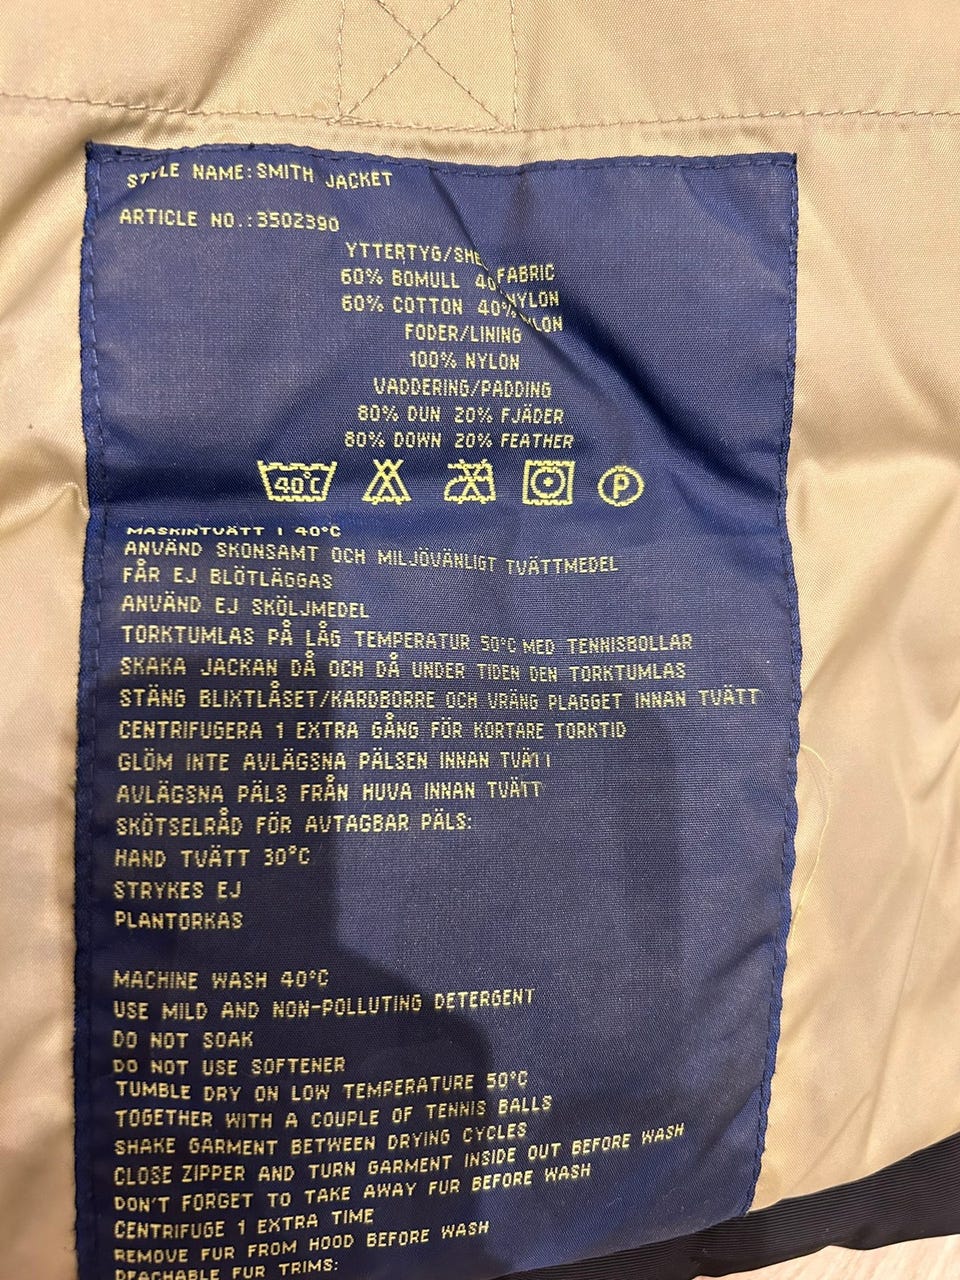 STYLE NAME:SMITH JACKET
ARTICLE NO.:3502390
YTTERTYG/SHE FABRIC
60% BOMULL 40 NYLON
60% COTTON 40% NYLON
FODER/LINING
100% NYLON
VADDERING/PADDING
80% DUN 20% FJÄDER
80% DOWN 20% FEATHER
40°C P
MASKINTVÄTT I 40°C
ANVÄND SKONSAMT OCH MILJÖVÄNLIGT TVÄTTMEDEL
FÅR EJ BLÖTLÄGGAS
ANVÄND EJ SKÖLJMEDEL
TORKTUMLAS PÅ LÅG TEMPERATUR 50°C MED TENNISBOLLAR
SKAKA JACKAN DÅ OCH DÅ UNDER TIDEN DEN TORKTUMLAS
STÄNG BLIXTLÅSET/KARDBORRE OCH VRÄNG PLAGGET INNAN TVÄTT
CENTRIFUGERA 1 EXTRA GÅNG FÖR KORTARE TORKTID
GLÖM INTE AVLÄGSNA PÄLSEN INNAN TVÄTT
AVLÄGSNA PÄLS FRÅN HUVA INNAN TVÄTT
SKÖTSELRÅD FÖR AVTAGBAR PÄLS:
HAND TVÄTT 30°C
STRYKES EJ
PLANTORKAS
MACHINE WASH 40°C
USE MILD AND NON-POLLUTING DETERGENT
DO NOT SOAK
DO NOT USE SOFTENER
TUMBLE DRY ON LOW TEMPERATURE 50°C
TOGETHER WITH A COUPLE OF TENNIS BALLS
SHAKE GARMENT BETWEEN DRYING CYCLES
CLOSE ZIPPER AND TURN GARMENT INSIDE OUT BEFORE WASH
DON'T FORGET TO TAKE AWAY FUR BEFORE WASH
CENTRIFUGE 1 EXTRA TIME
REMOVE FUR FROM HOOD BEFORE WASH
DEACHABLE FUR TRIMS: